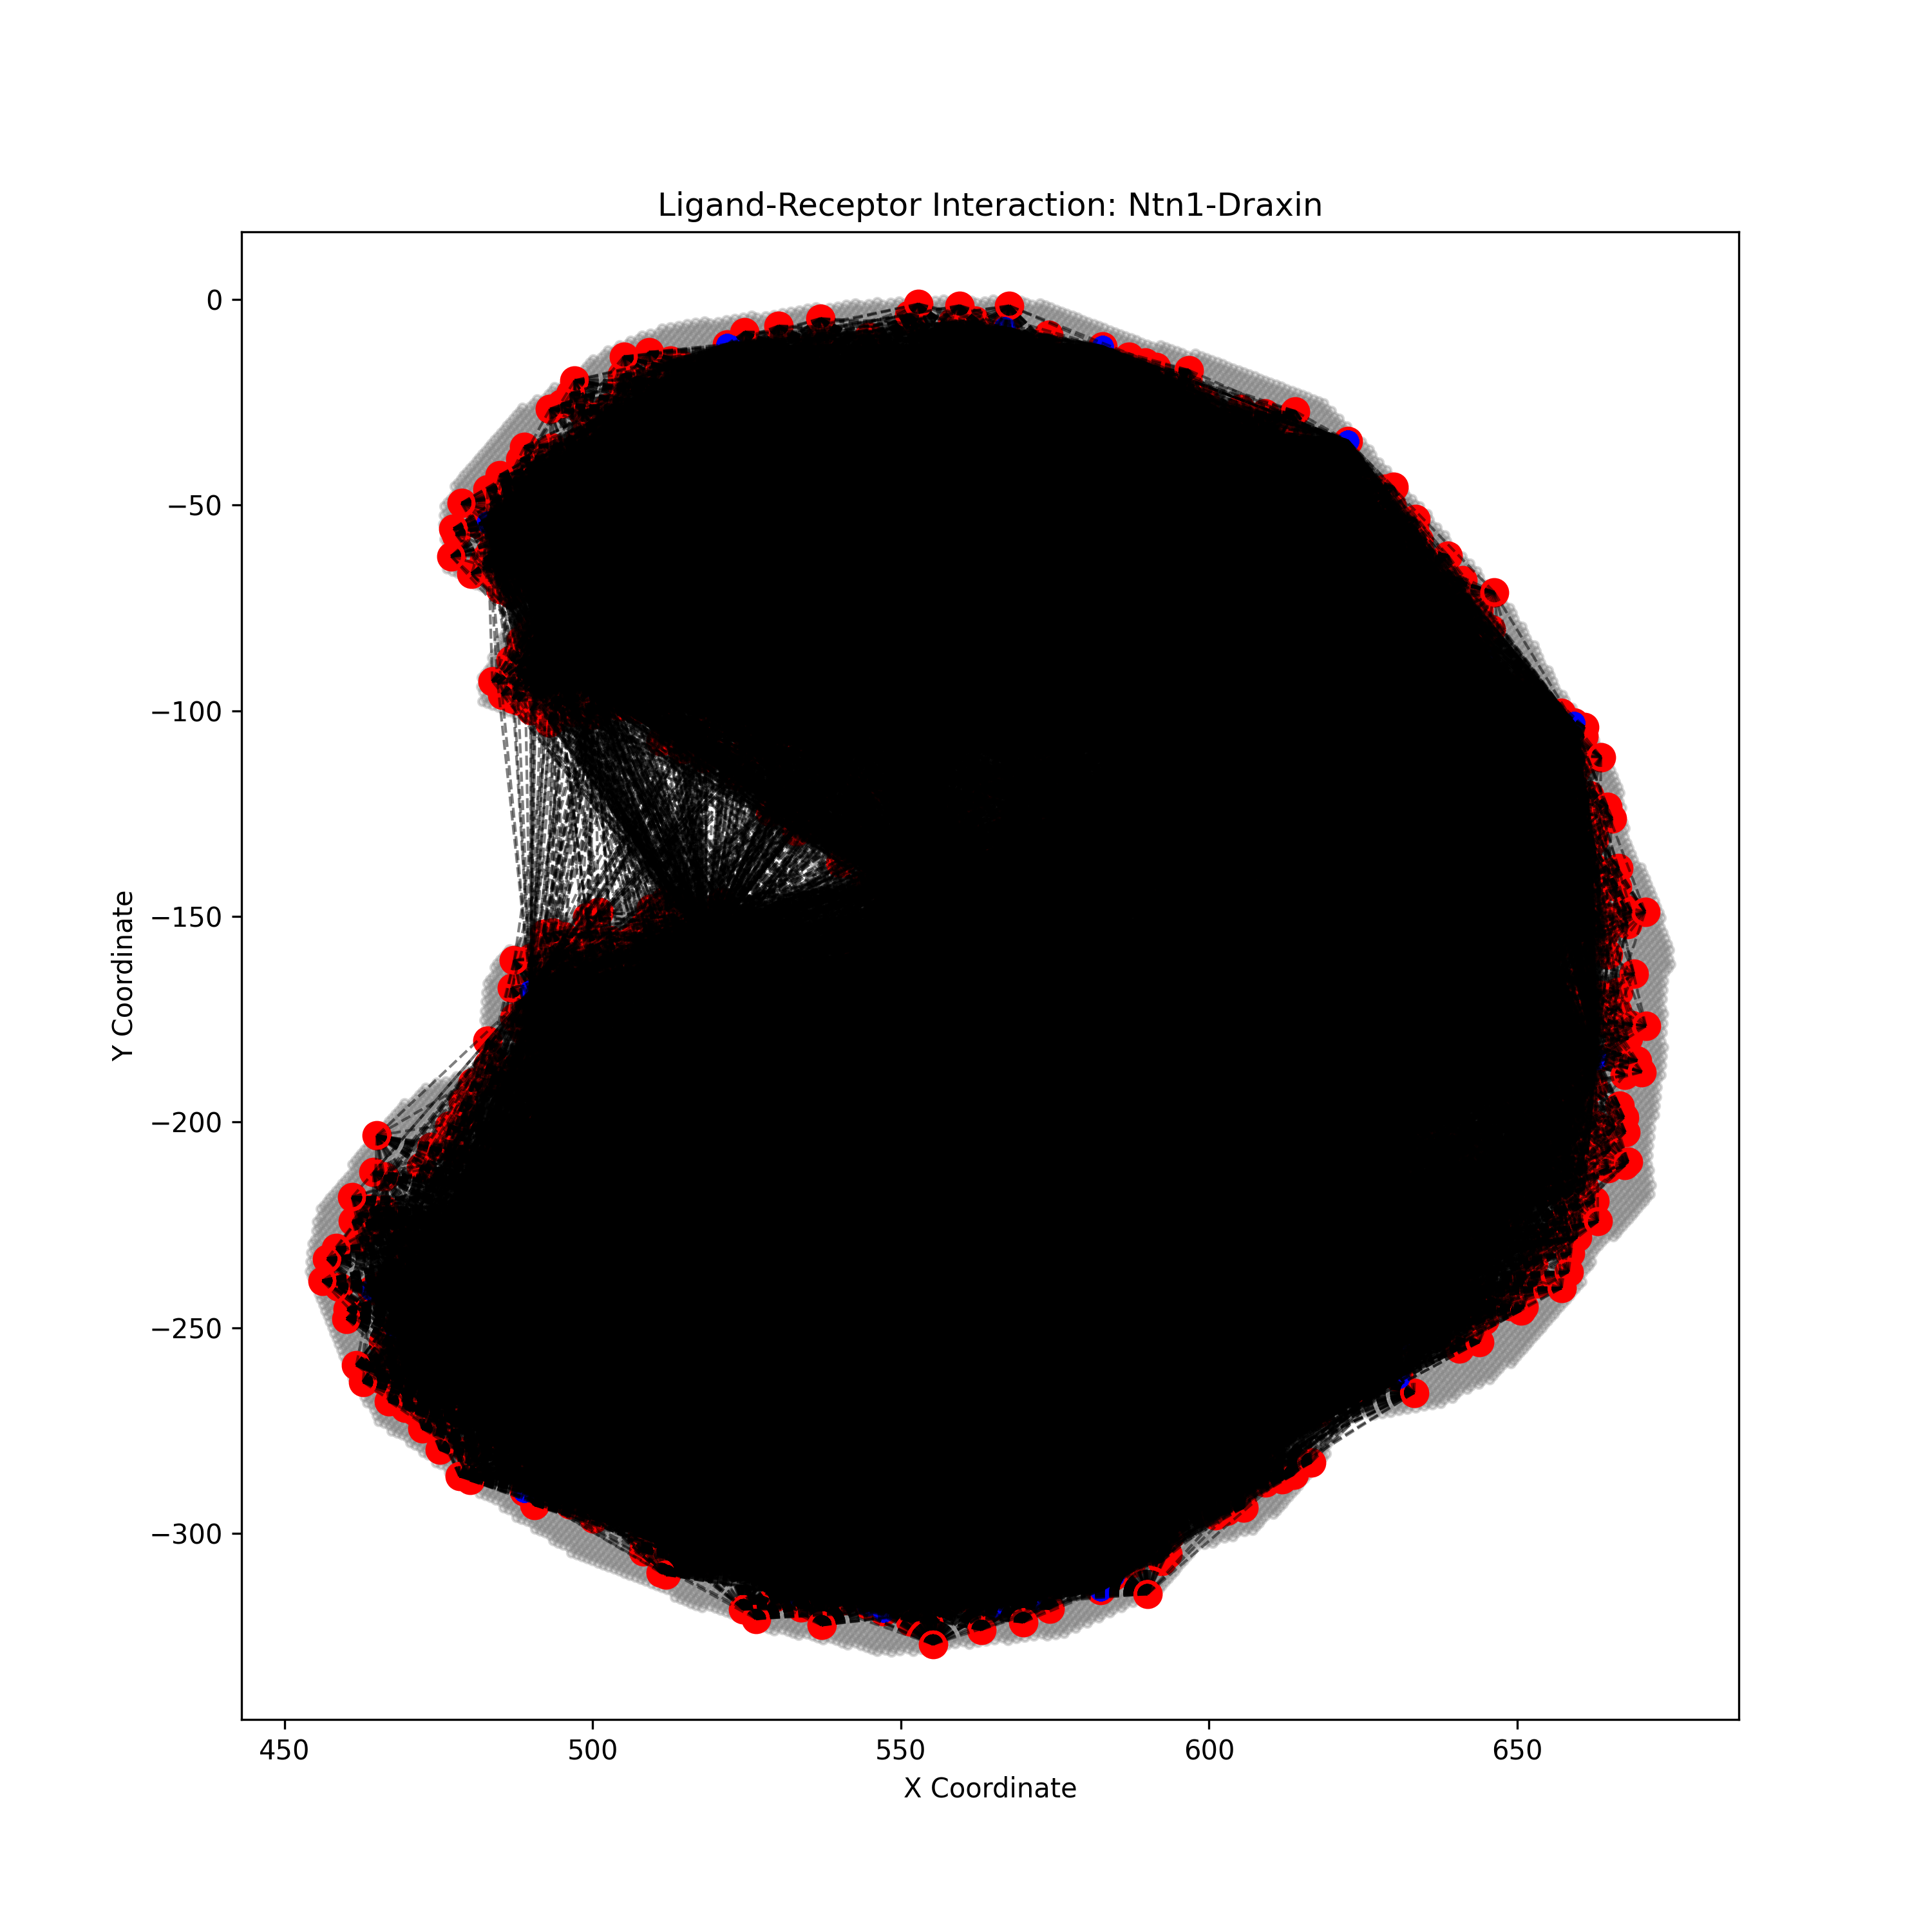 Ligand-Receptor Interaction: Ntn1-Draxin
0
−50
−100
−150
−200
−250
−300
Y Coordinate
450 500 550 600 650
X Coordinate